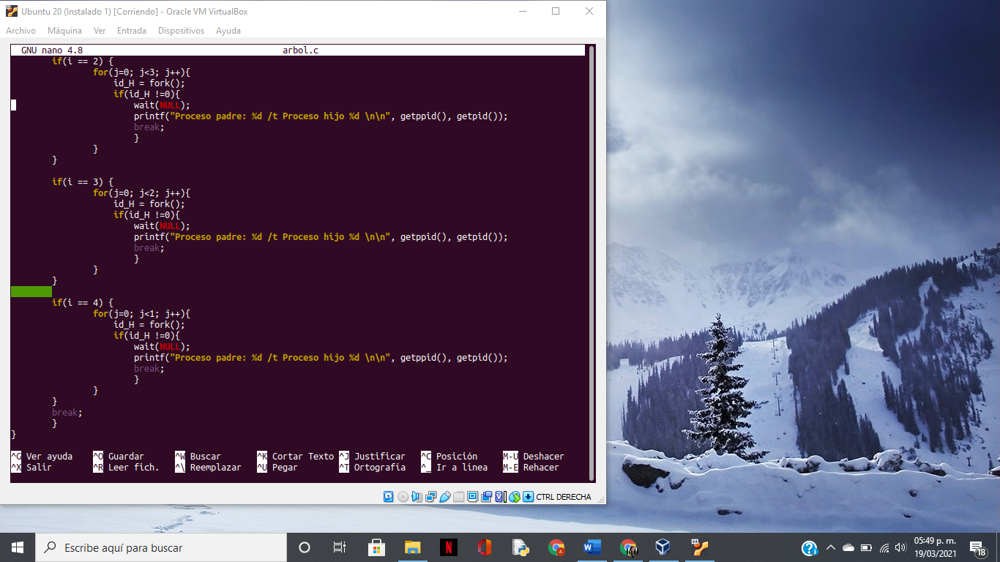 Ubuntu 20 (Instalado 1) [Corriendo] - Oracle VM VirtualBox
Archivo Máquina Ver Entrada Dispositivos Ayuda
GNU nano 4.8 arbol.c
if(i == 2) {
for(j=0; j<3; j++){
id_H = fork();
if(id_H !=0){
wait(NULL);
printf("Proceso padre: %d /t Proceso hijo %d \n\n", getppid(), getpid());
break;
}
}
}
if(i == 3) {
for(j=0; j<2; j++){
id_H = fork();
if(id_H !=0){
wait(NULL);
printf("Proceso padre: %d /t Proceso hijo %d \n\n", getppid(), getpid());
break;
}
}
}
if(i == 4) {
for(j=0; j<1; j++){
id_H = fork();
if(id_H !=0){
wait(NULL);
printf("Proceso padre: %d /t Proceso hijo %d \n\n", getppid(), getpid());
break;
}
}
}
break;
}
}
^G Ver ayuda ^O Guardar ^W Buscar ^K Cortar Texto ^J Justificar ^C Posición M-U Deshacer
^X Salir ^R Leer fich. ^\ Reemplazar ^U Pegar ^T Ortografía ^_ Ir a línea M-E Rehacer
CTRL DERECHA
Escribe aquí para buscar
05:49 p. m.
19/03/2021
18